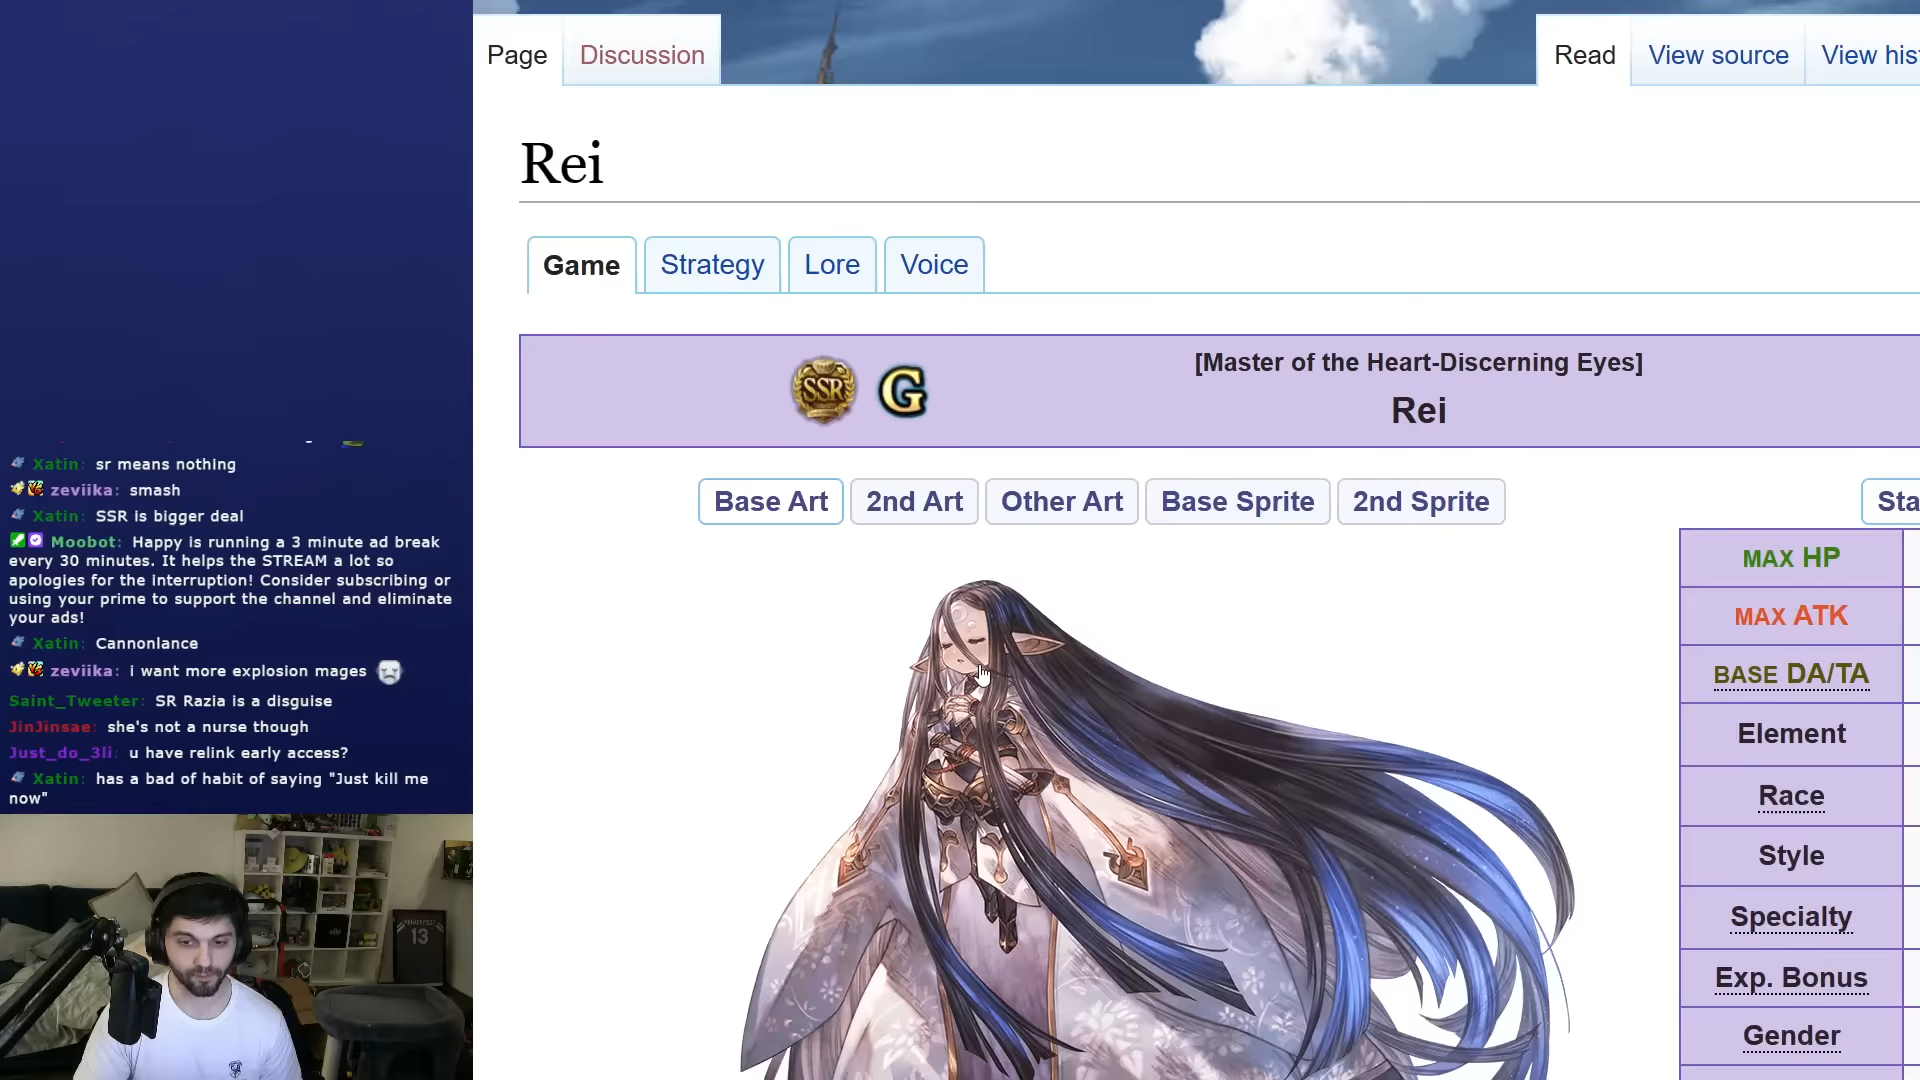 Xatin: sr means nothing
zeviika: smash
Xatin: SSR is bigger deal
Moobot: Happy is running a 3 minute ad break
every 30 minutes. It helps the STREAM a lot so
apologies for the interruption! Consider subscribing or
using your prime to support the channel and eliminate
your ads!
Xatin: Cannonlance
zeviika: i want more explosion mages
Saint_Tweeter: SR Razia is a disguise
JinJinsae: she's not a nurse though
Just_do_3li: u have relink early access?
Xatin: has a bad of habit of saying "Just kill me
now"
13
Page Discussion Read View source View his
Rei
Game Strategy Lore Voice
SSR G
[Master of the Heart-Discerning Eyes]
Rei
Base Art 2nd Art Other Art Base Sprite 2nd Sprite Sta
MAX HP
MAX ATK
BASE DA/TA
Element
Race
Style
Specialty
Exp. Bonus
Gender